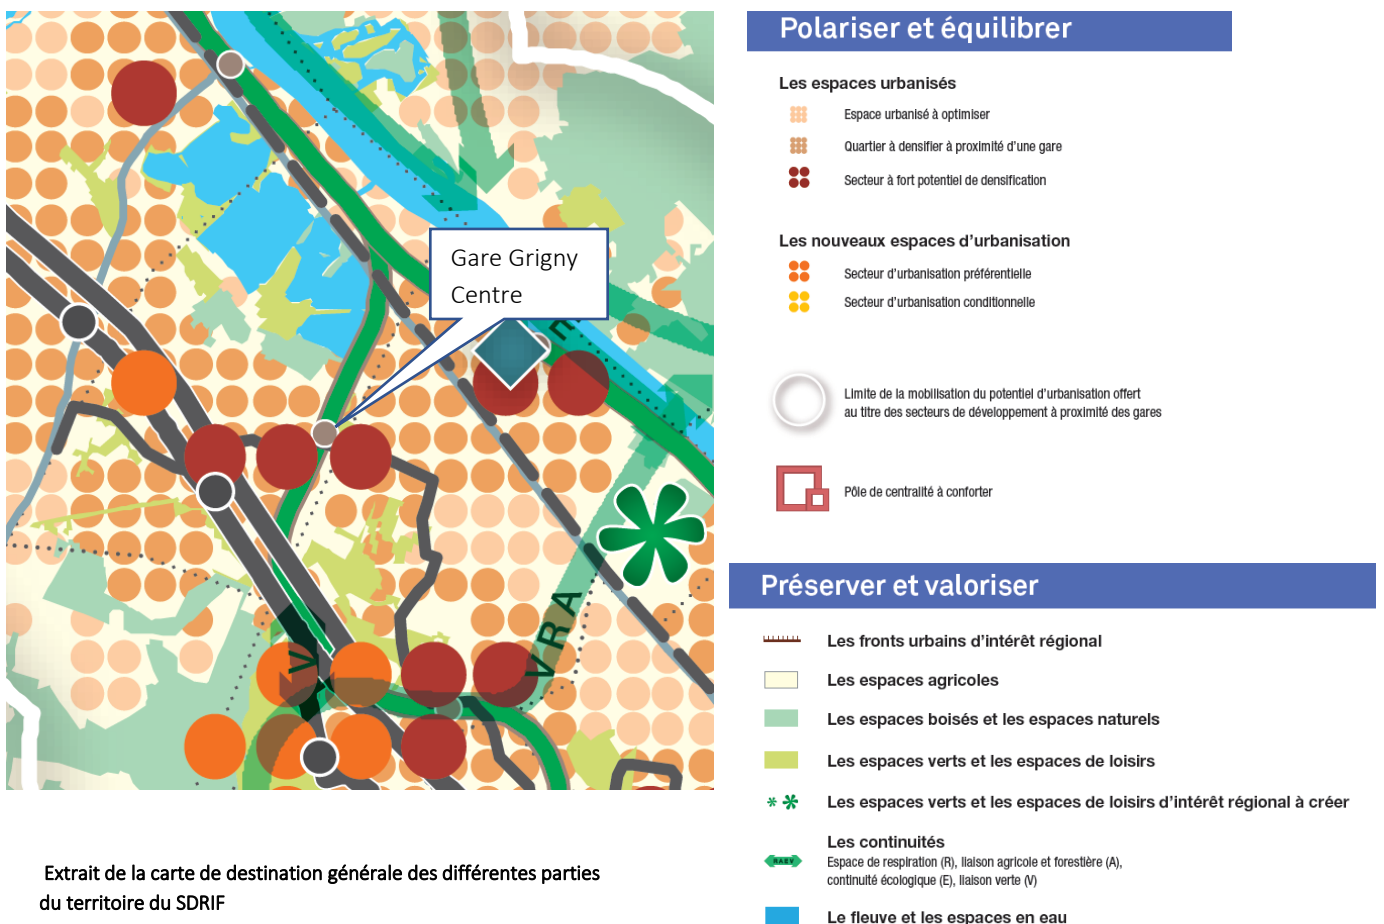 Gare Grigny
Centre
E
V R A
V
Extrait de la carte de destination générale des différentes parties
du territoire du SDRIF
Polariser et équilibrer
Les espaces urbanisés
Espace urbanisé à optimiser
Quartier à densifier à proximité d'une gare
Secteur à fort potentiel de densification
Les nouveaux espaces d'urbanisation
Secteur d'urbanisation préférentielle
Secteur d'urbanisation conditionnelle
Limite de la mobilisation du potentiel d'urbanisation offert
au titre des secteurs de développement à proximité des gares
Pôle de centralité à conforter
Préserver et valoriser
Les fronts urbains d'intérêt régional
Les espaces agricoles
Les espaces boisés et les espaces naturels
Les espaces verts et les espaces de loisirs
Les espaces verts et les espaces de loisirs d'intérêt régional à créer
Les continuités
RAEV
Espace de respiration (R), liaison agricole et forestière (A),
continuité écologique (E), liaison verte (V)
Le fleuve et les espaces en eau